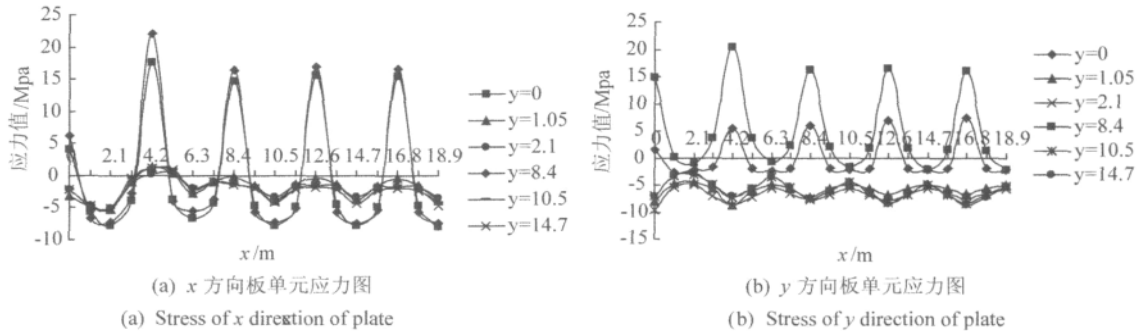 25
20
15
10
5
0
-5
-10
应力值/Mpa
2.1 4.2 6.3 8.4 10.5 12.6 14.7 16.8 18.9
x/m
y=0
y=1.05
y=2.1
y=8.4
y=10.5
y=14.7
(a) x 方向板单元应力图
(a) Stress of x direction of plate
25
20
15
10
5
0
-5
-10
-15
应力值/Mpa
0 2.1 4.2 6.3 8.4 10.5 12.6 14.7 16.8 18.9
x/m
y=0
y=1.05
y=2.1
y=8.4
y=10.5
y=14.7
(b) y 方向板单元应力图
(b) Stress of y direction of plate